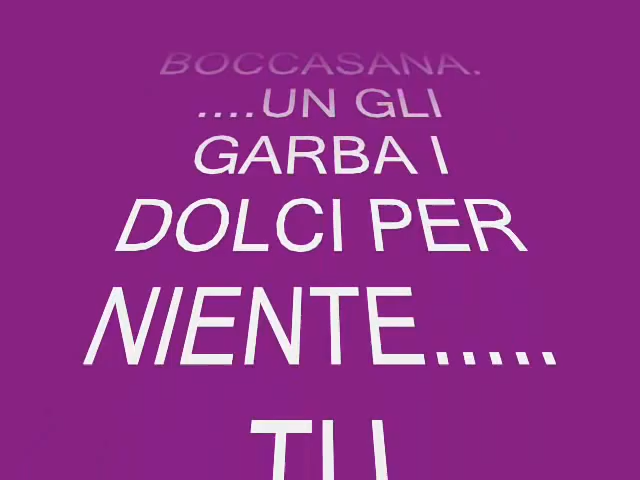 BOCCASANA.
....UN GLI
GARBA I
DOLCI PER
NIENTE.....
TU